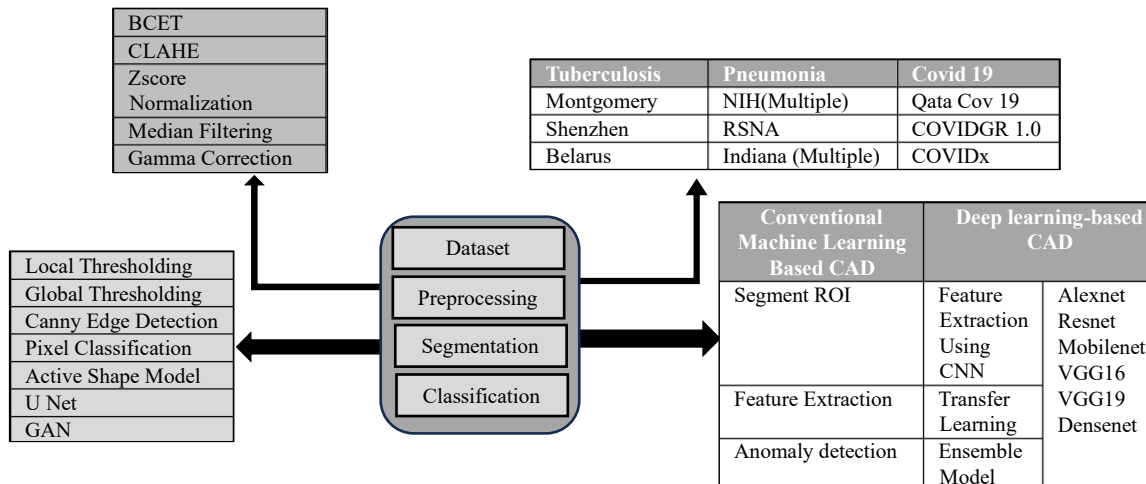 BCET
CLAHE
Zscore
Normalization
Median Filtering
Gamma Correction
Tuberculosis Pneumonia Covid 19
Montgomery NIH(Multiple) Qata Cov 19
Shenzhen RSNA COVIDGR 1.0
Belarus Indiana (Multiple) COVIDx
Local Thresholding
Global Thresholding
Canny Edge Detection
Pixel Classification
Active Shape Model
U Net
GAN
Dataset
Preprocessing
Segmentation
Classification
Conventional
Machine Learning
Based CAD
Deep learning-based
CAD
Segment ROI
Feature
Extraction
Using
CNN
Alexnet
Resnet
Mobilenet
VGG16
VGG19
Densenet
Feature Extraction
Transfer
Learning
Anomaly detection
Ensemble
Model